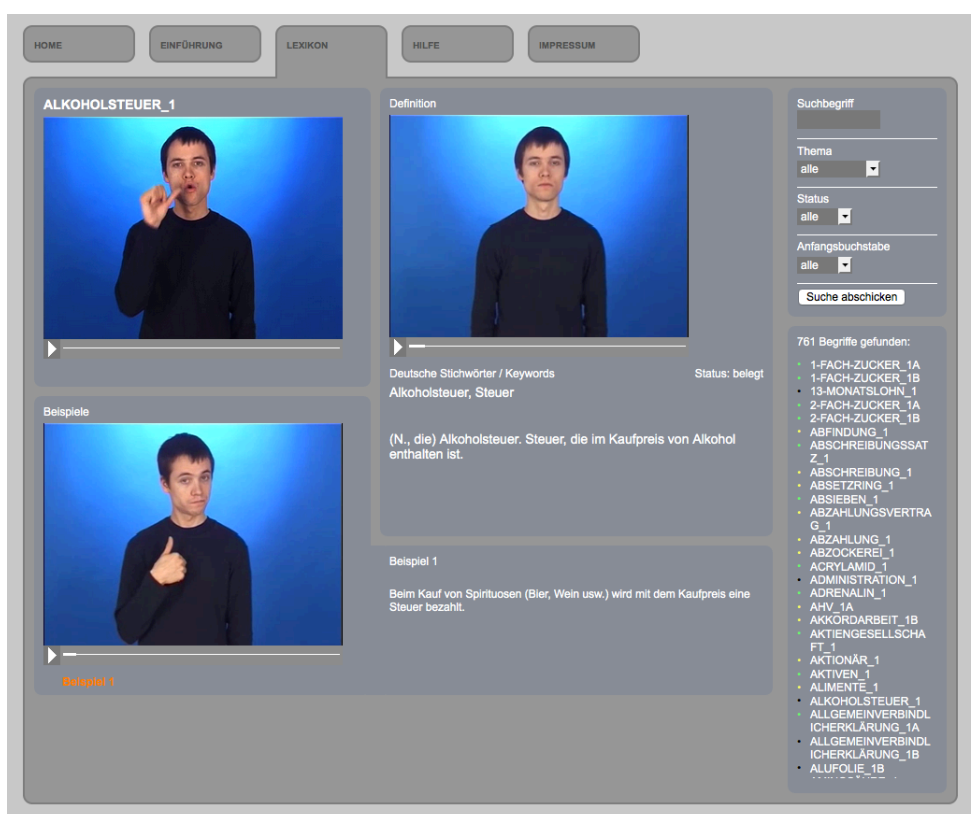 HOME
EINFÜHRUNG
LEXIKON
HILFE
IMPRESSUM
ALKOHOLSTEUER_1
Beispiele
Beispiel 1
Definition
Deutsche Stichwörter / Keywords
Status: belegt
Alkoholsteuer, Steuer
(N., die) Alkoholsteuer. Steuer, die im Kaufpreis von Alkohol
enthalten ist.
Beispiel 1
Beim Kauf von Spirituosen (Bier, Wein usw.) wird mit dem Kaufpreis eine
Steuer bezahlt.
Suchbegriff
Thema
alle
Status
alle
Anfangsbuchstabe
alle
Suche abschicken
761 Begriffe gefunden:
1-FACH-ZUCKER_1A
1-FACH-ZUCKER_1B
13-MONATSLOHN_1
2-FACH-ZUCKER_1A
2-FACH-ZUCKER_1B
ABFINDUNG_1
ABSCHREIBUNGSSAT
Z_1
ABSCHREIBUNG_1
ABSETZRING_1
ABSIEBEN_1
ABZAHLUNGSVERTRA
G_1
ABZAHLUNG_1
ABZOCKEREI_1
ACRYLAMID_1
ADMINISTRATION_1
ADRENALIN_1
AHV_1A
AKKORDARBEIT_1B
AKTIENGESELLSCHA
FT_1
AKTIONÄR_1
AKTIVEN_1
ALIMENTE_1
ALKOHOLSTEUER_1
ALLGEMEINVERBINDL
ICHERKLÄRUNG_1A
ALLGEMEINVERBINDL
ICHERKLÄRUNG_1B
ALUFOLIE_1B